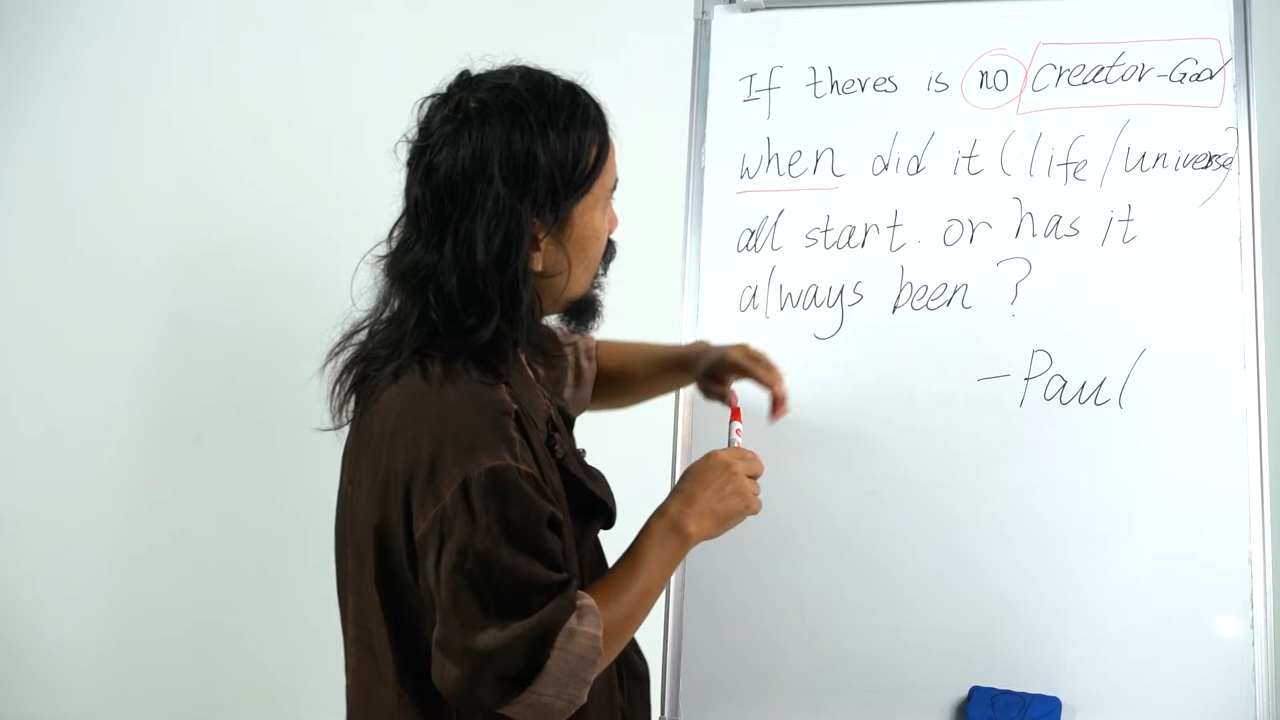 If theres is no Creator-God
when did it (life/universe)
all start. or has it
always been?
-Paul